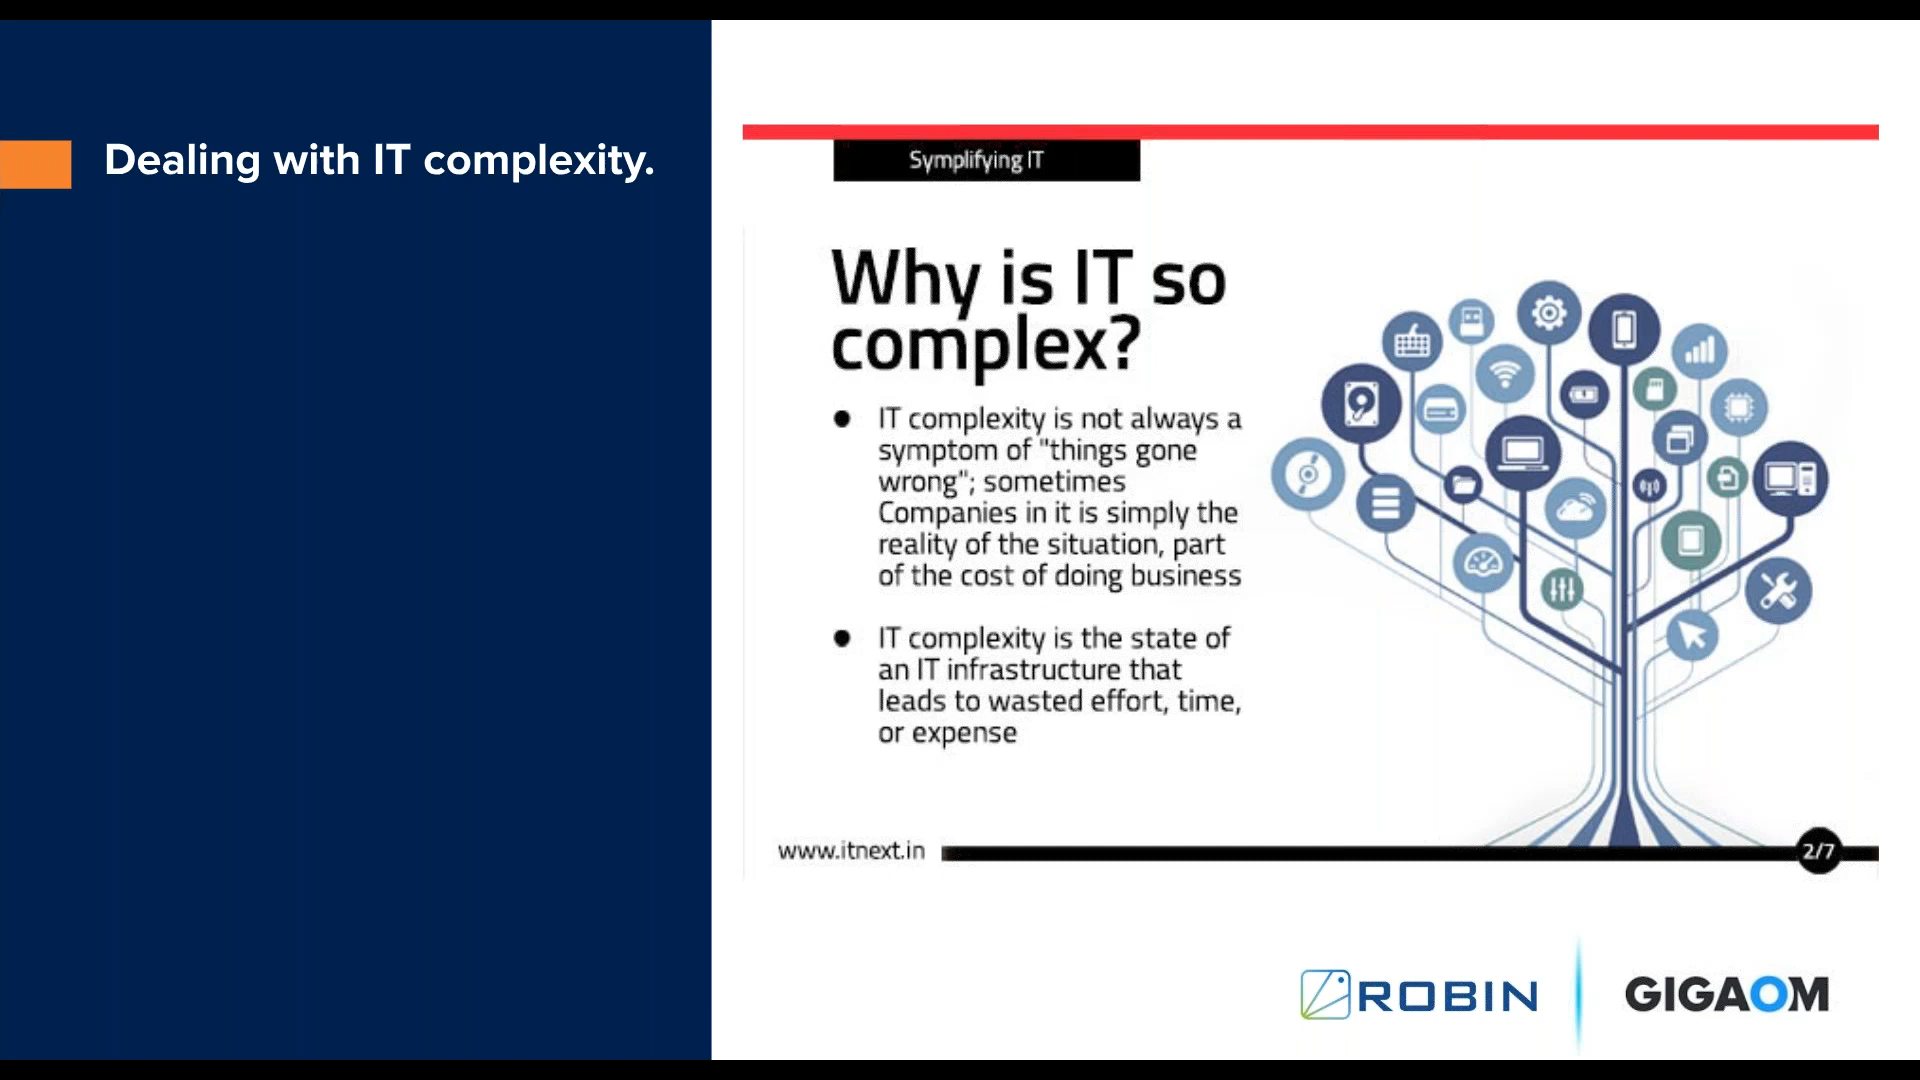 Dealing with IT complexity.
Symplifying IT
Why is IT so
complex?
● IT complexity is not always a
symptom of "things gone
wrong"; sometimes
Companies in it is simply the
reality of the situation, part
of the cost of doing business
● IT complexity is the state of
an IT infrastructure that
leads to wasted effort, time,
or expense
www.itnext.in
2/7
ROBIN
GIGAOM